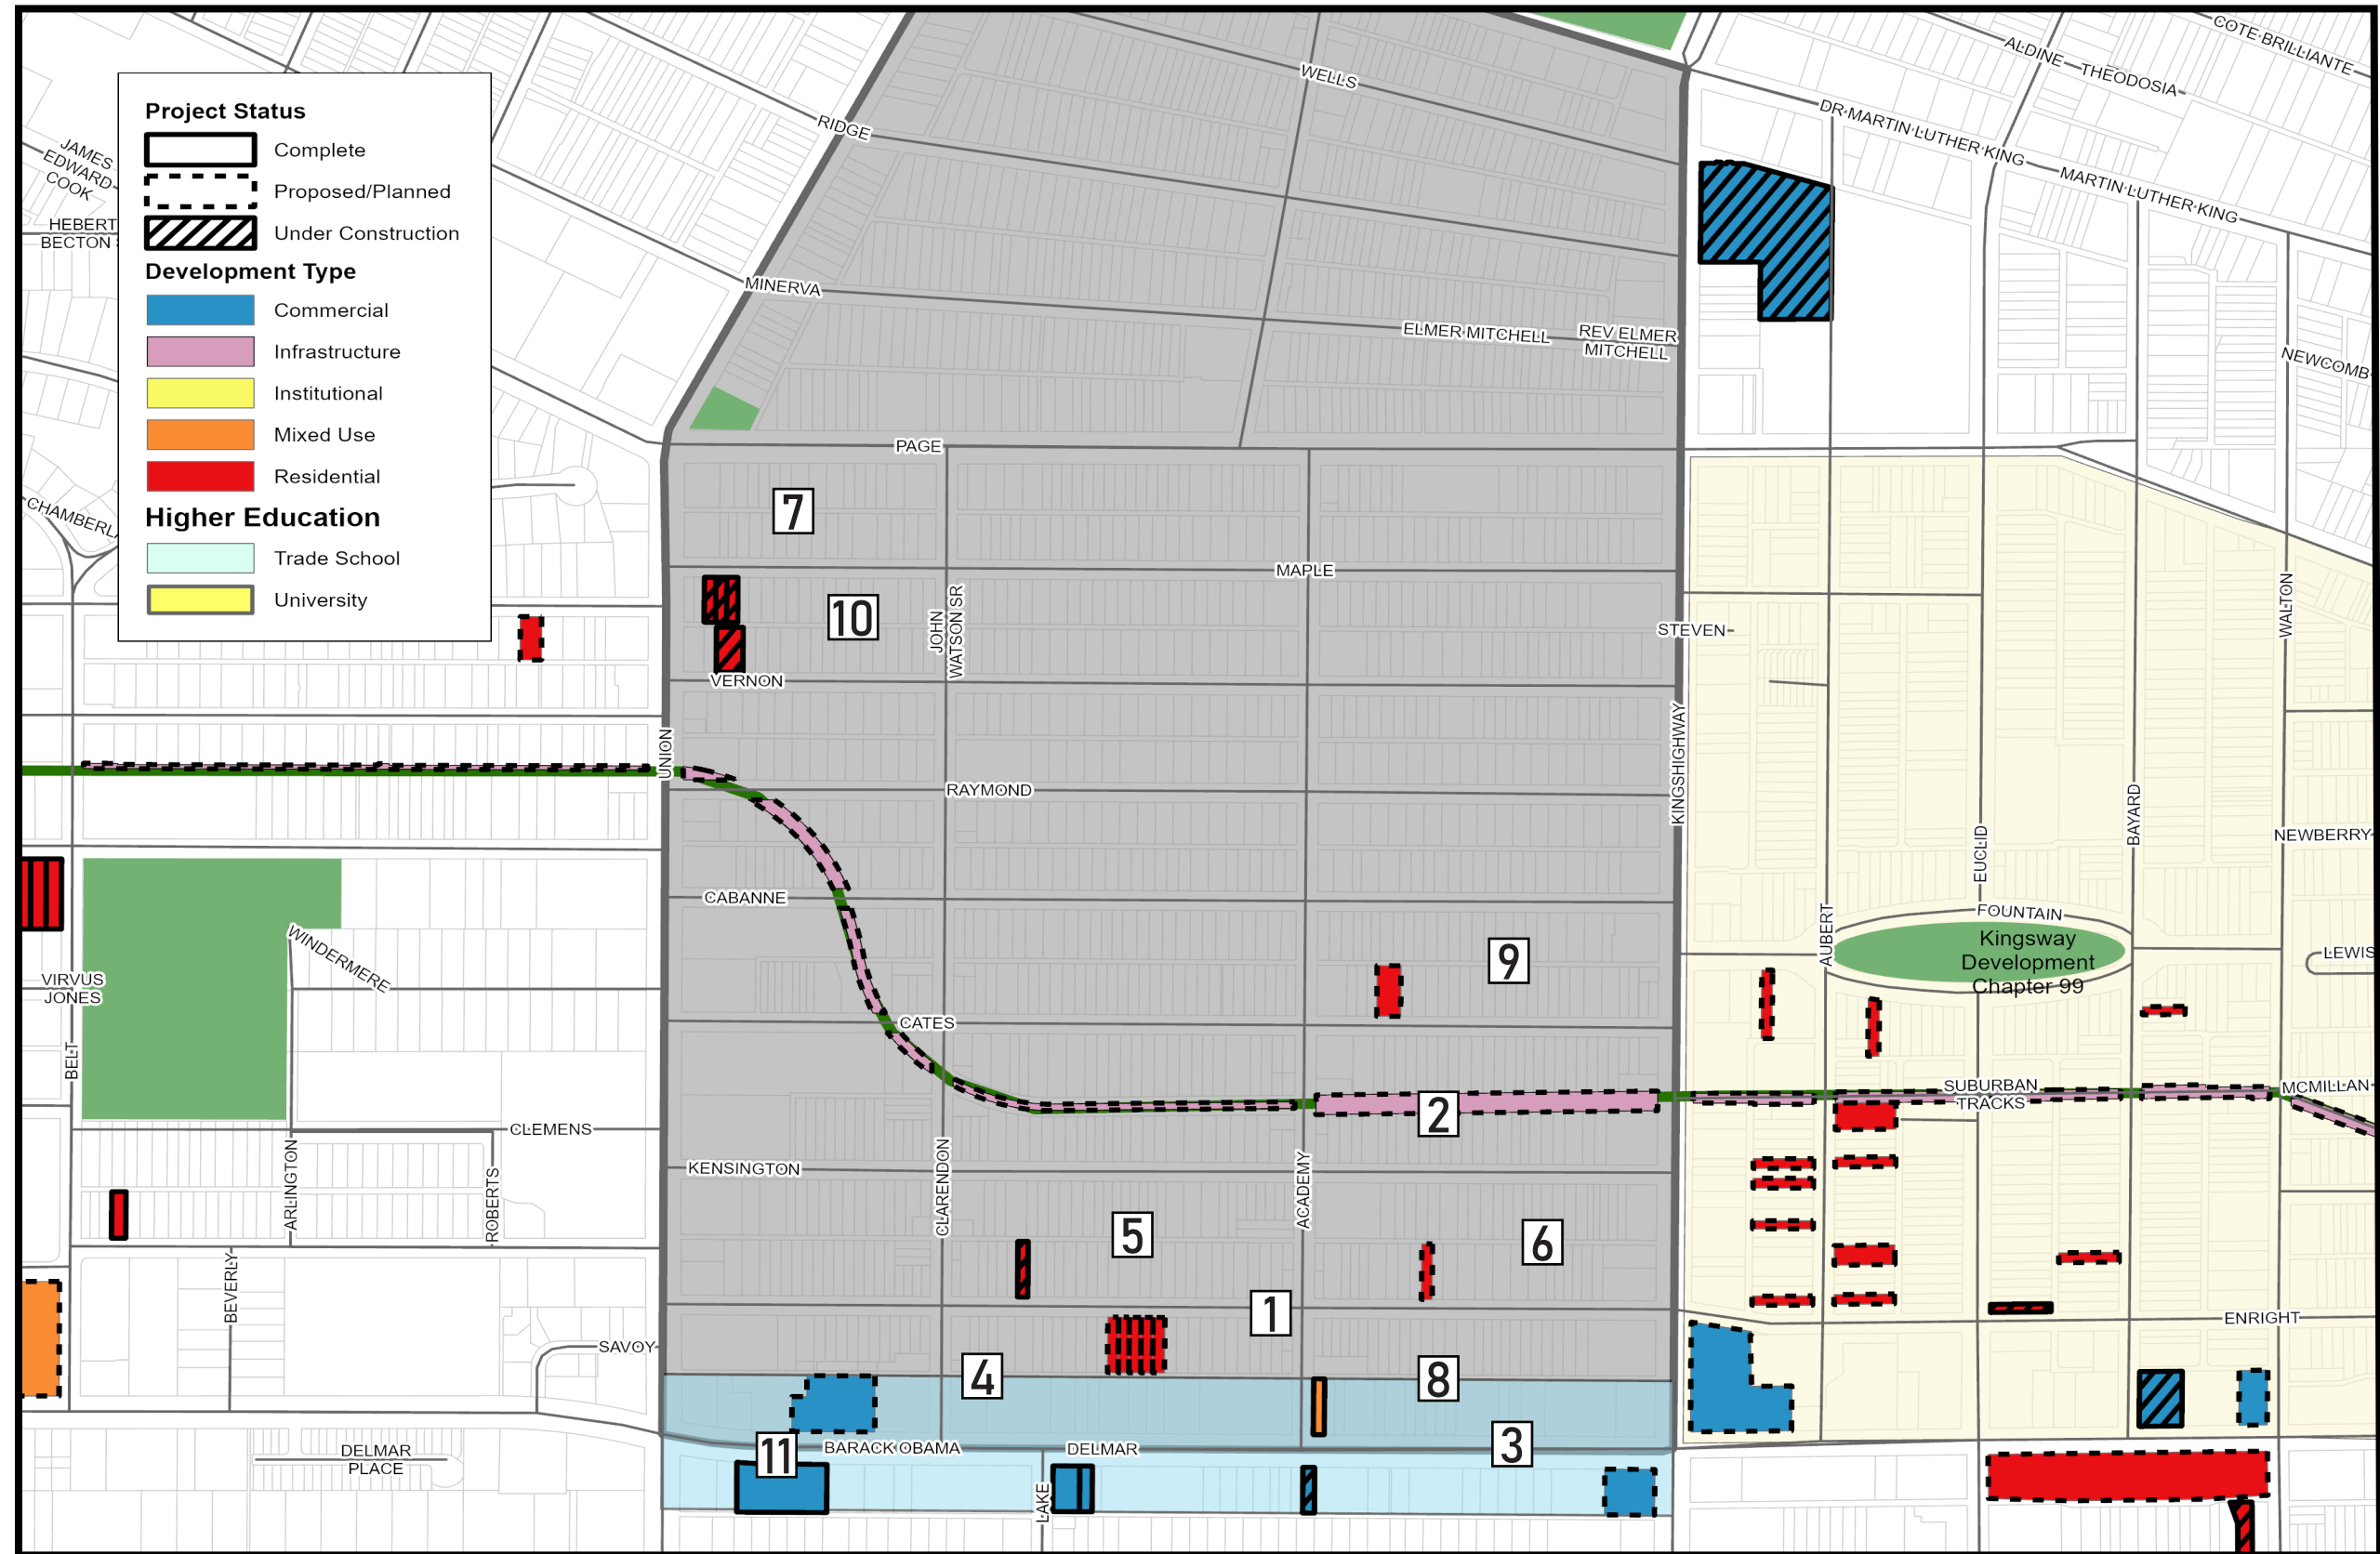 Project Status
Complete
Proposed/Planned
Under Construction
Development Type
Commercial
Infrastructure
Institutional
Mixed Use
Residential
Higher Education
Trade School
University
COTE BRILLIANTE
ALDINE
THEODOSIA
WELLS
DR MARTIN LUTHER KING
MARTIN LUTHER KING
RIDGE
JAMES
EDWARD
COOK
HEBERT
BECTON
MINERVA
ELMER MITCHELL
REV ELMER
MITCHELL
NEWCOMB
PAGE
CHAMBERL
7
MAPLE
10
JOHN
WATSON SR
STEVEN
WALTON
VERNON
UNION
KINGSHIGHWAY
RAYMOND
BAYARD
EUCLID
NEWBERRY
CABANNE
AUBERT
FOUNTAIN
Kingsway
Development
Chapter 99
LEWIS
WINDERMERE
9
VIRVUS
JONES
CATES
BELT
SUBURBAN
TRACKS
MCMILLAN
2
CLEMENS
KENSINGTON
ARLINGTON
ROBERTS
CLARENDON
ACADEMY
5
6
BEVERLY
1
ENRIGHT
SAVOY
4
8
11
BARACK OBAMA
DELMAR
3
DELMAR
PLACE
LAKE